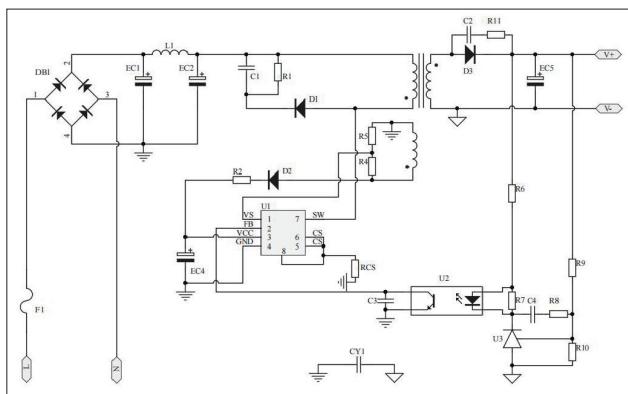 C2
R11
V+
L1
2
D3
EC1
EC2
C1
R1
EC5
DB1
1
3
D1
V-
4
R5
R4
R2
D2
R6
U1
VS
1
7
SW
FB
2
VCC
3
6
CS
GND
4
5
CS
8
RCS
R9
EC4
U2
C3
R7
C4
R8
F1
U3
R10
CY1
L
N